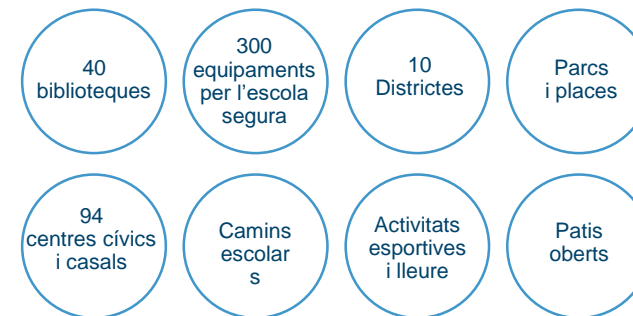 40
biblioteques
300
equipaments
per l’escola
segura
10
Districtes
Parcs
i places
94
centres cívics
i casals
Camins
escolar
s
Activitats
esportives
i lleure
Patis
oberts